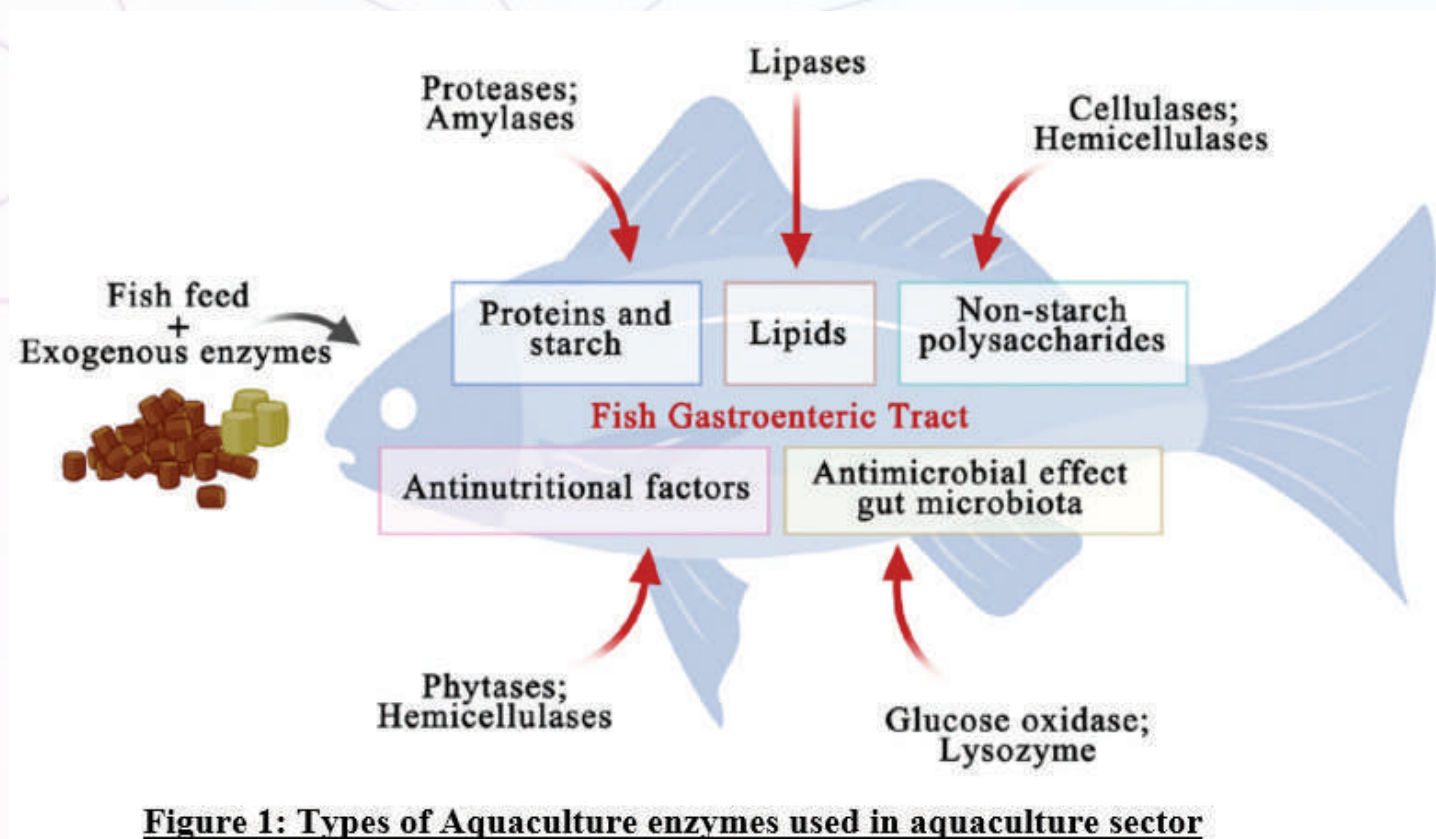 Lipases
Proteases;
Amylases
Cellulases;
Hemicellulases
Fish feed
+
Exogenous enzymes
Proteins and
starch
Lipids
Non-starch
polysaccharides
Fish Gastroenteric Tract
Antinutritional factors
Antimicrobial effect
gut microbiota
Phytases;
Hemicellulases
Glucose oxidase;
Lysozyme
Figure 1: Types of Aquaculture enzymes used in aquaculture sector